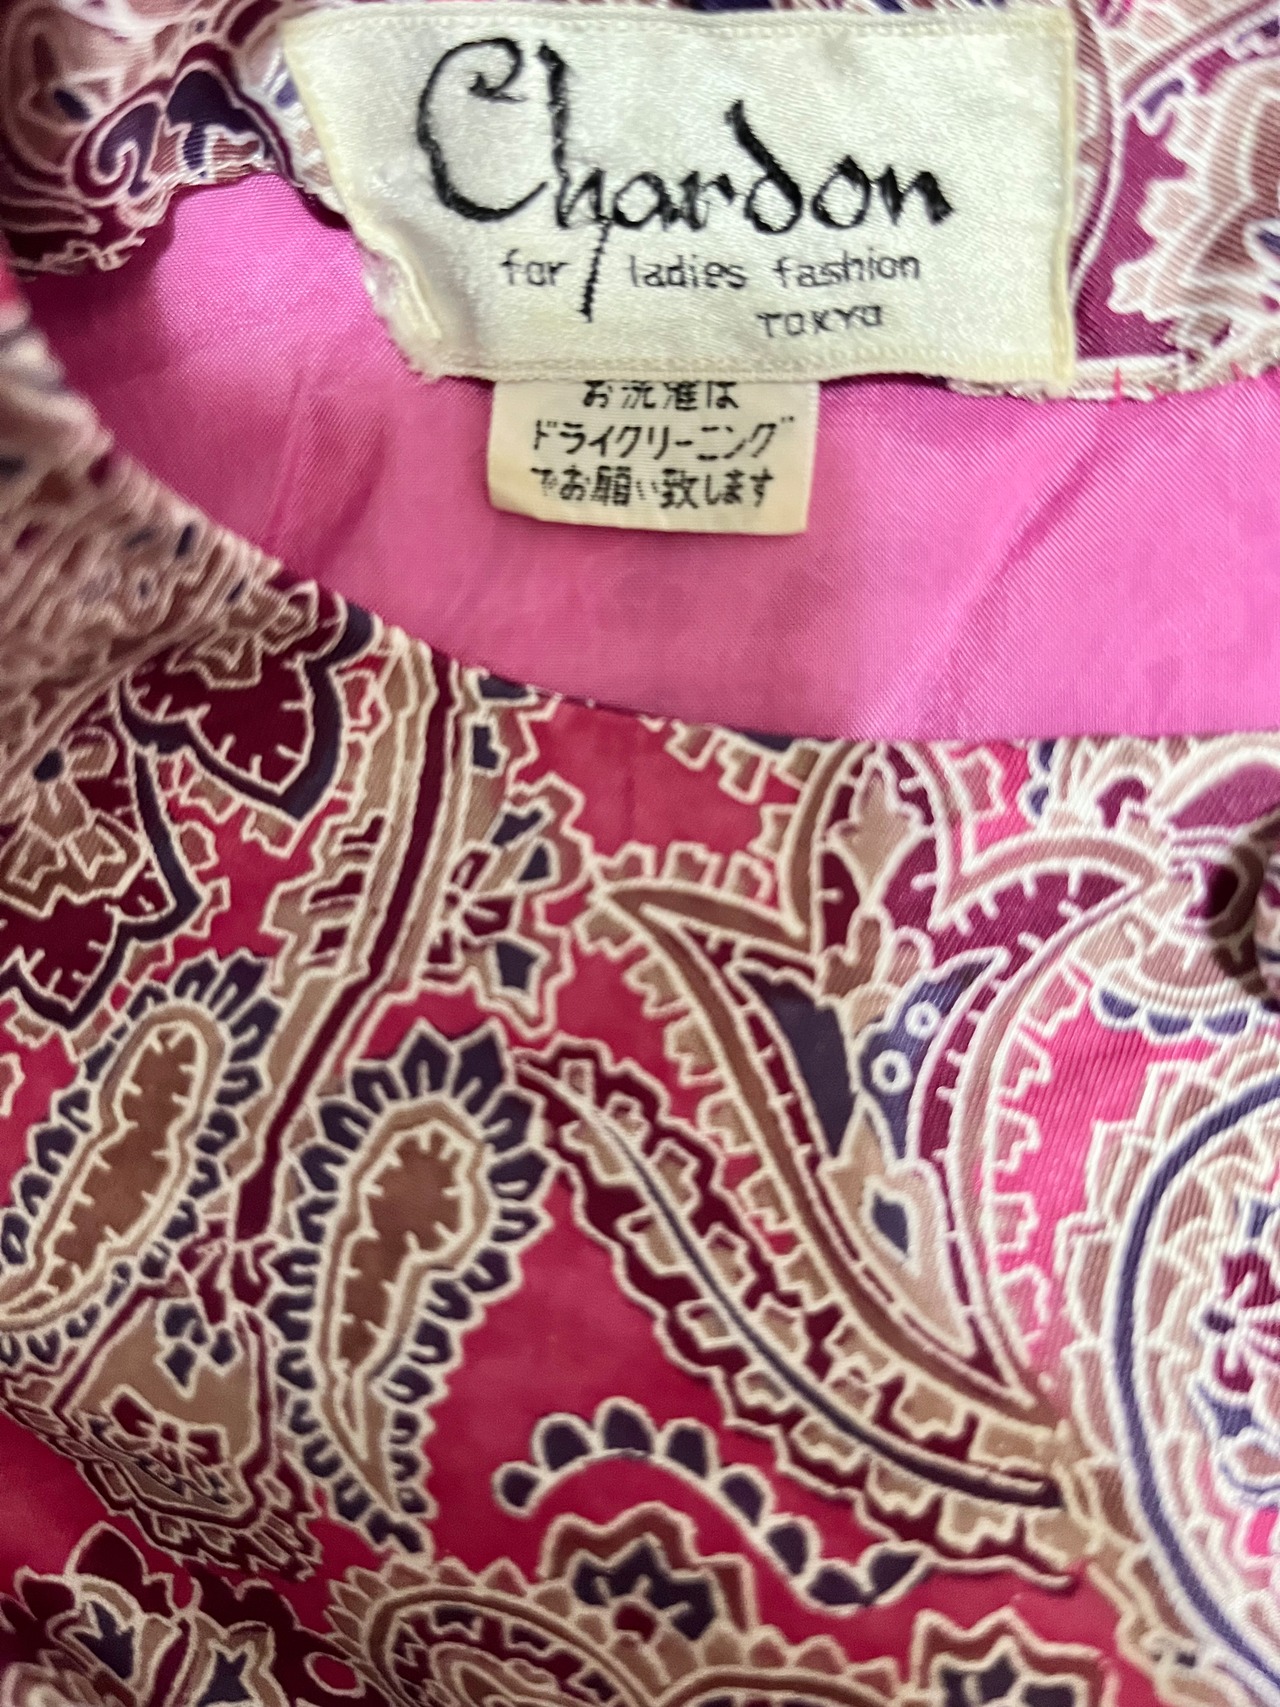 Chardon
for ladies fashion
TOKYO
お洗濯は
ドライクリーニング
でお願い致します